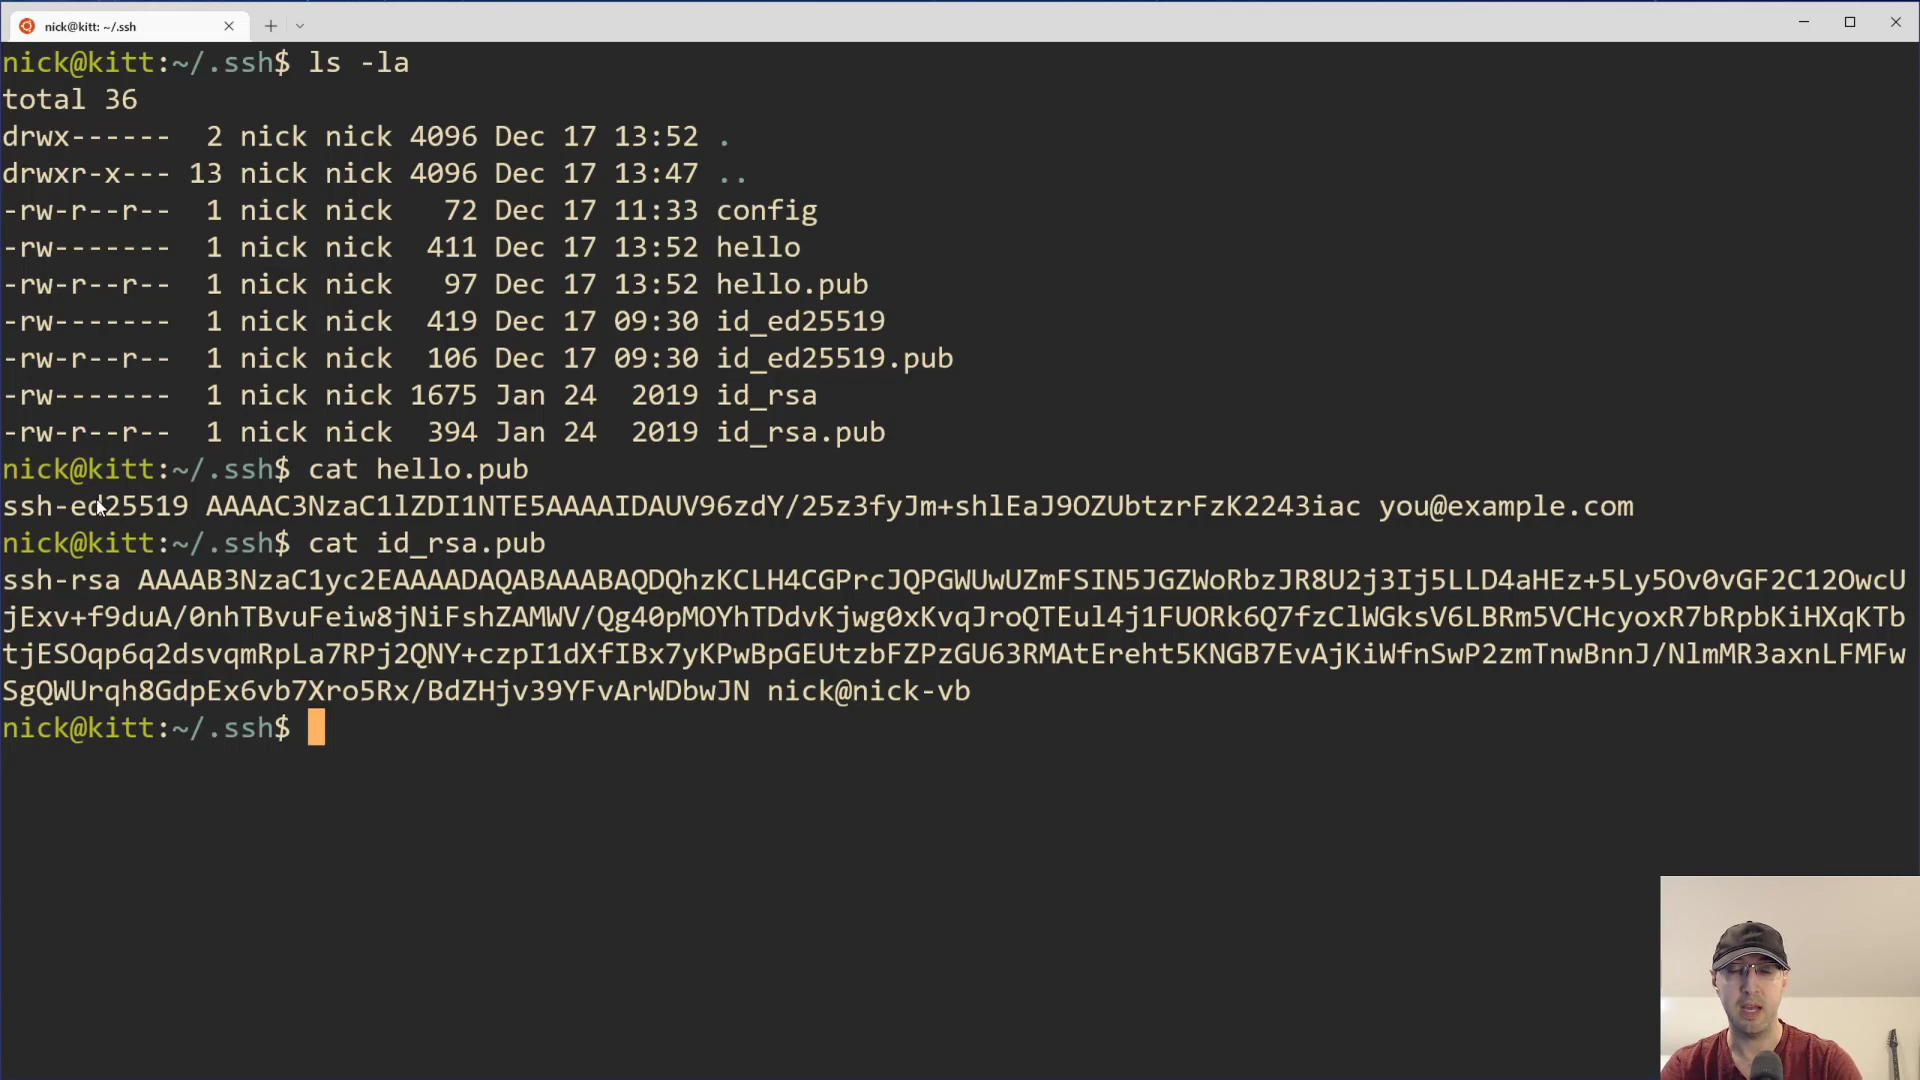 nick@kitt: ~/.ssh
nick@kitt:~/.ssh$ ls -la
total 36
drwx------  2 nick nick 4096 Dec 17 13:52 .
drwxr-x--- 13 nick nick 4096 Dec 17 13:47 ..
-rw-r--r--  1 nick nick   72 Dec 17 11:33 config
-rw-------  1 nick nick  411 Dec 17 13:52 hello
-rw-r--r--  1 nick nick   97 Dec 17 13:52 hello.pub
-rw-------  1 nick nick  419 Dec 17 09:30 id_ed25519
-rw-r--r--  1 nick nick  106 Dec 17 09:30 id_ed25519.pub
-rw-------  1 nick nick 1675 Jan 24  2019 id_rsa
-rw-r--r--  1 nick nick  394 Jan 24  2019 id_rsa.pub
nick@kitt:~/.ssh$ cat hello.pub
ssh-ed25519 AAAAC3NzaC1lZDI1NTE5AAAAIDAUV96zdY/25z3fyJm+shlEaJ9OZUbtzrFzK2243iac you@example.com
nick@kitt:~/.ssh$ cat id_rsa.pub
ssh-rsa AAAAB3NzaC1yc2EAAAADAQABAAABAQDQhzKCLH4CGPrcJQPGWUwUZmFSIN5JGZWoRbzJR8U2j3Ij5LLD4aHEz+5Ly5Ov0vGF2C12OwcU
jExv+f9duA/0nhTBvuFeiw8jNiFshZAMWV/Qg40pMOYhTDdvKjwg0xKvqJroQTEul4j1FUORk6Q7fzClWGksV6LBRm5VCHcyoxR7bRpbKiHXqKTb
tjESOqp6q2dsvqmRpLa7RPj2QNY+czpI1dXfIBx7yKPwBpGEUtzbFZPzGU63RMAtEreht5KNGB7EvAjKiWfnSwP2zmTnwBnnJ/NlmMR3axnLFMFw
SgQWUrqh8GdpEx6vb7Xro5Rx/BdZHjv39YFvArWDbwJN nick@nick-vb
nick@kitt:~/.ssh$